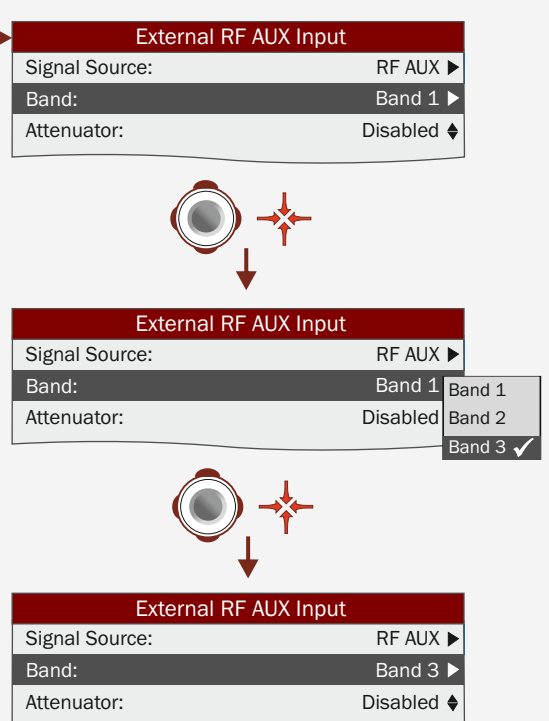 External RF AUX Input
Signal Source: RF AUX
Band: Band 1
Attenuator: Disabled
External RF AUX Input
Signal Source: RF AUX
Band: Band 1
Attenuator: Disabled
Band 1
Band 2
Band 3
External RF AUX Input
Signal Source: RF AUX
Band: Band 3
Attenuator: Disabled